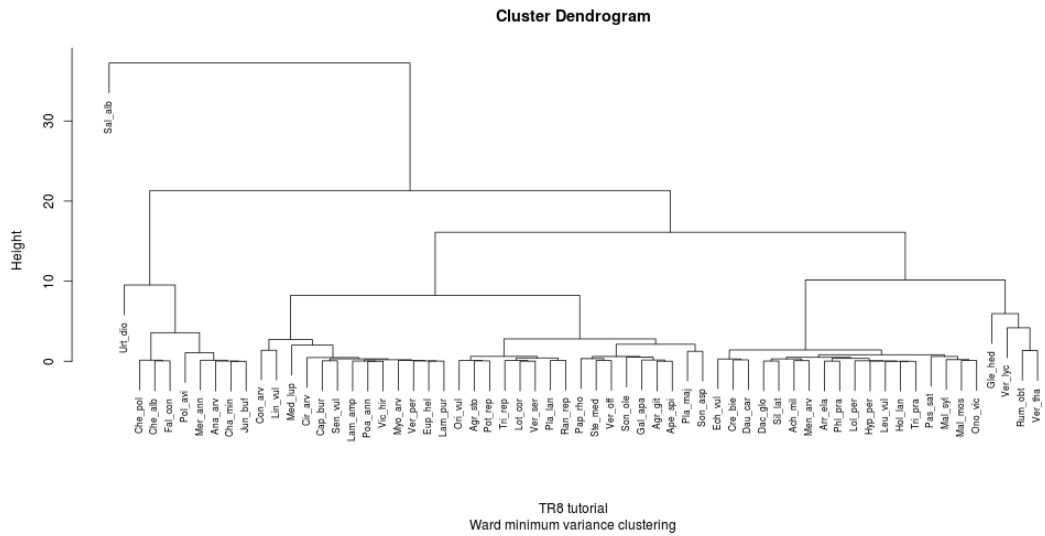 Cluster Dendrogram
Height
30
20
10
0
Sal_alb
Urt_dio
Che_pol
Che_alb
Fal_con
Pol_avi
Mer_ann
Ana_arv
Cha_min
Jun_buf
Con_arv
Lin_vul
Med_lup
Cir_arv
Cap_bur
Sen_vul
Lam_amp
Poa_ann
Vic_hir
Myo_arv
Ver_per
Eup_hel
Lam_pur
Ori_vul
Agr_sto
Pot_rep
Tri_rep
Lot_cor
Ver_ser
Pla_lan
Ran_rep
Pap_rho
Ste_med
Ver_off
Son_ole
Gal_apa
Agr_git
Ape_spi
Pla_maj
Son_asp
Ech_vul
Cre_bie
Dau_car
Dac_glo
Sil_lat
Ach_mil
Men_arv
Arr_ela
Phl_pra
Lol_per
Hyp_per
Leu_vul
Hol_lan
Tri_pra
Pas_sat
Mal_syl
Mal_mos
Ono_vic
Gle_hed
Ver_lyc
Rum_obt
Ver_tha
TR8 tutorial
Ward minimum variance clustering